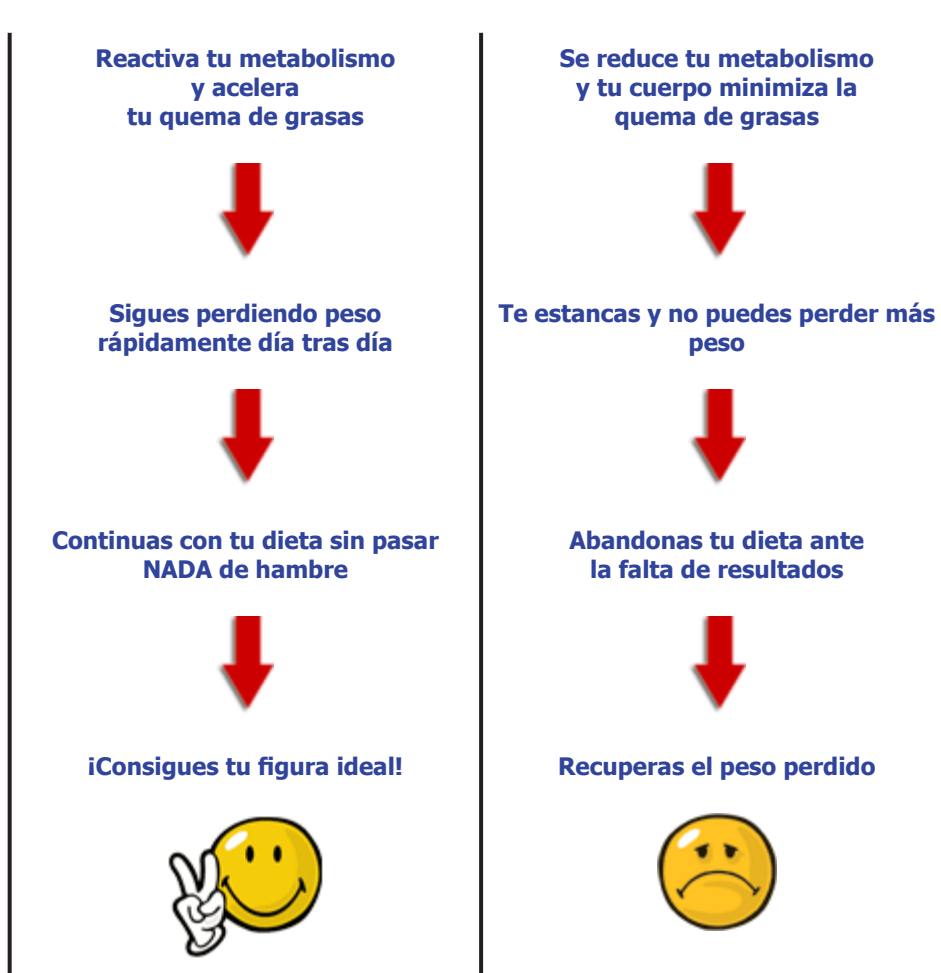 Reactiva tu metabolismo
y acelera
tu quema de grasas
Sigues perdiendo peso
rápidamente día tras día
Continuas con tu dieta sin pasar
NADA de hambre
¡Consigues tu figura ideal!
Se reduce tu metabolismo
y tu cuerpo minimiza la
quema de grasas
Te estancas y no puedes perder más
peso
Abandonas tu dieta ante
la falta de resultados
Recuperas el peso perdido